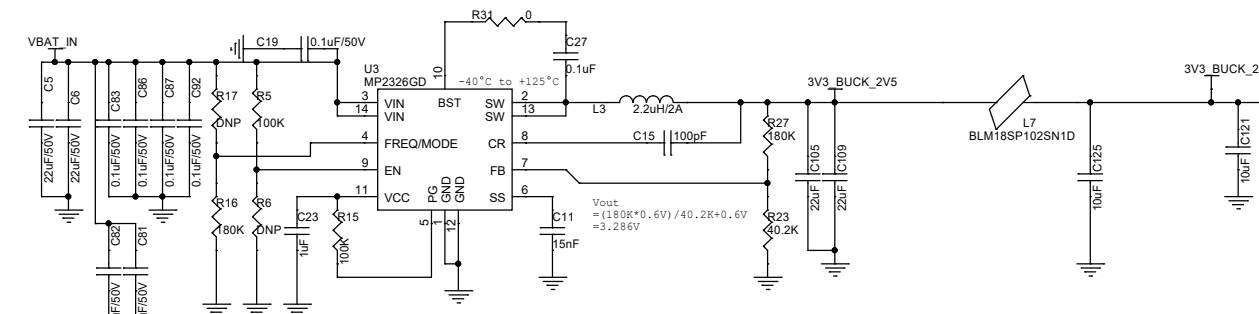 R31 0
VBAT_IN
C19 0.1uF/50V
C27
0.1uF
U3
MP2326GD
-40°C to +125°C
10
BST
3 VIN
14 VIN
4 FREQ/MODE
9 EN
11 VCC
SW 2
SW 13
CR 8
FB 7
SS 6
PG
GND
GND
5
1
12
C5
22uF/50V
C6
22uF/50V
C83
0.1uF/50V
C86
0.1uF/50V
C87
0.1uF/50V
C92
0.1uF/50V
R17
DNP
R5
100K
R16
180K
R6
DNP
C82
C81
C23
1uF
R15
100K
L3 2.2uH/2A
C15 100pF
C11
15nF
R27
180K
R23
40.2K
Vout
=(180K*0.6V)/40.2K+0.6V
=3.286V
3V3_BUCK_2V5
C105
22uF
C109
22uF
L7
BLM18SP102SN1D
C125
10uF
C121
10uF